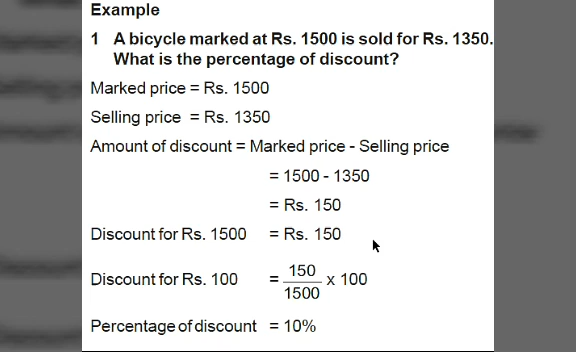 Example
1 A bicycle marked at Rs. 1500 is sold for Rs. 1350.
What is the percentage of discount?
Marked price = Rs. 1500
Selling price = Rs. 1350
Amount of discount = Marked price - Selling price
= 1500 - 1350
= Rs. 150
Discount for Rs. 1500 = Rs. 150
Discount for Rs. 100 = 150/1500 x 100
Percentage of discount = 10%